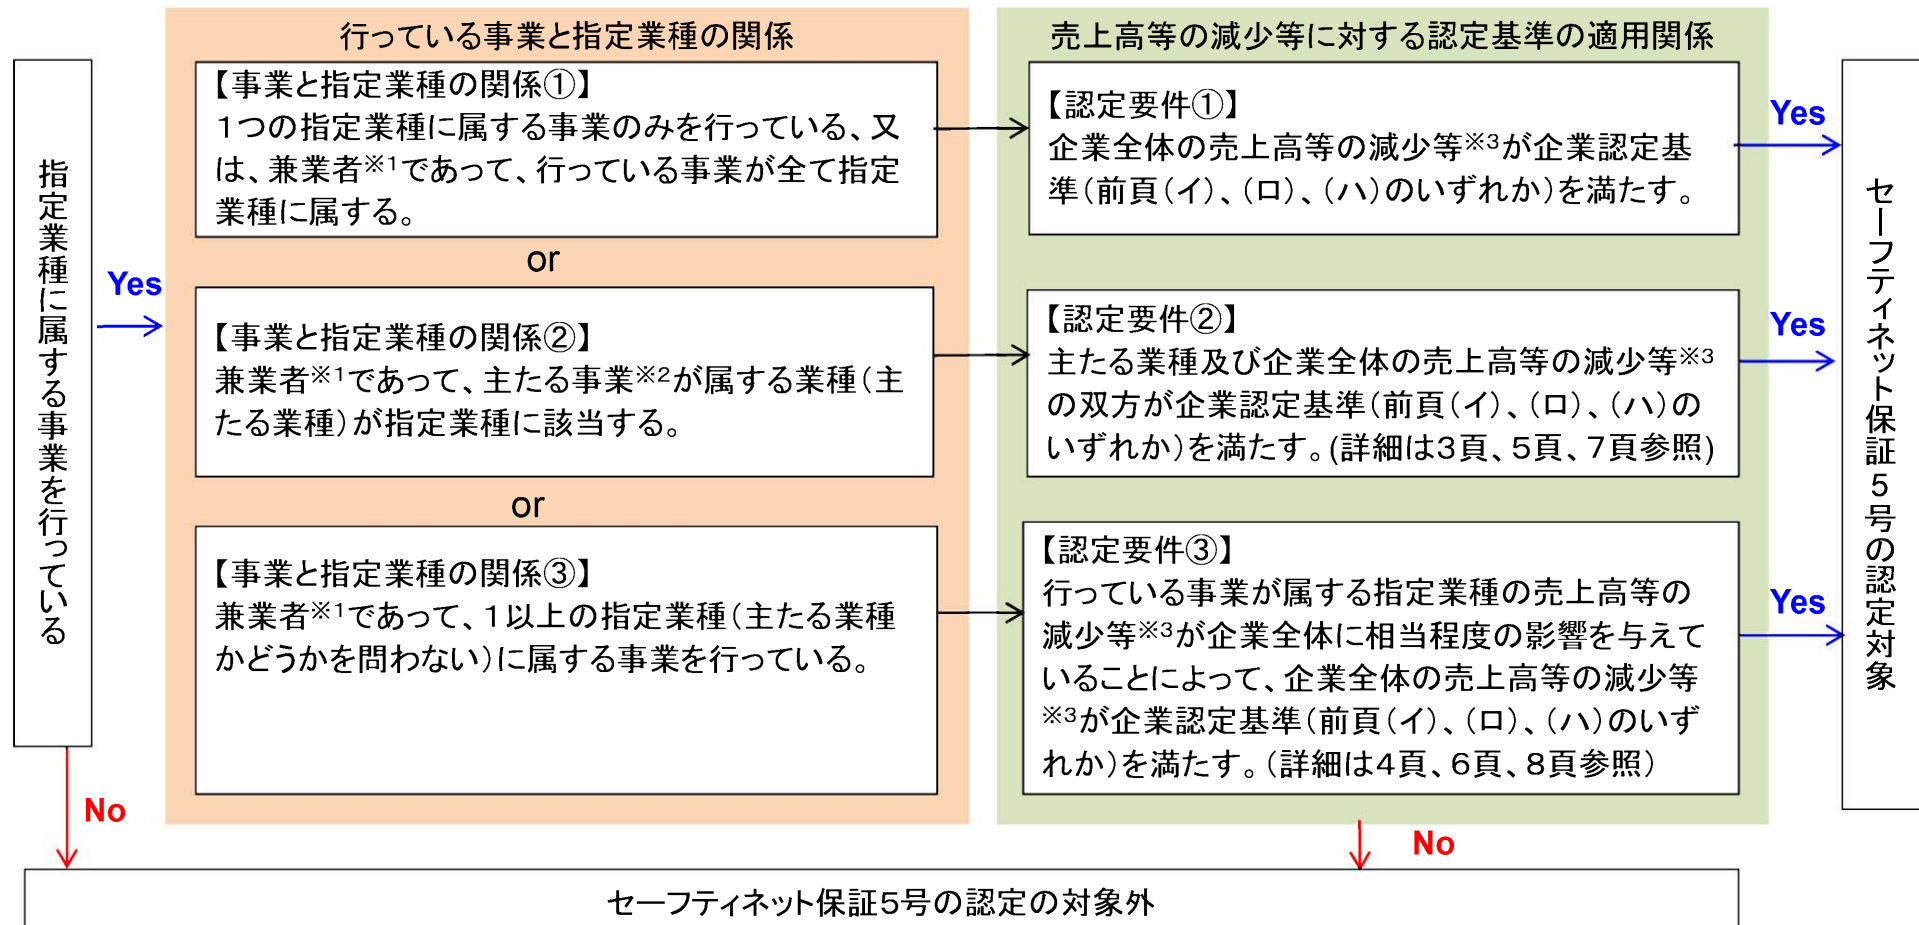 指定業種に属する事業を行っている
Yes
No
行っている事業と指定業種の関係
【事業と指定業種の関係①】
1つの指定業種に属する事業のみを行っている、又
は、兼業者※1であって、行っている事業が全て指定
業種に属する。
or
【事業と指定業種の関係②】
兼業者※1であって、主たる事業※2が属する業種(主
たる業種)が指定業種に該当する。
or
【事業と指定業種の関係③】
兼業者※1であって、1以上の指定業種(主たる業種
かどうかを問わない)に属する事業を行っている。
売上高等の減少等に対する認定基準の適用関係
【認定要件①】
企業全体の売上高等の減少等※3が企業認定基
準(前頁(イ)、(ロ)、(ハ)のいずれか)を満たす。
Yes
【認定要件②】
主たる業種及び企業全体の売上高等の減少等※3
の双方が企業認定基準(前頁(イ)、(ロ)、(ハ)の
いずれか)を満たす。(詳細は3頁、5頁、7頁参照)
Yes
【認定要件③】
行っている事業が属する指定業種の売上高等の
減少等※3が企業全体に相当程度の影響を与えて
いることによって、企業全体の売上高等の減少等
※3が企業認定基準(前頁(イ)、(ロ)、(ハ)のいず
れか)を満たす。(詳細は4頁、6頁、8頁参照)
Yes
No
セーフティネット保証5号の認定対象
セーフティネット保証5号の認定の対象外